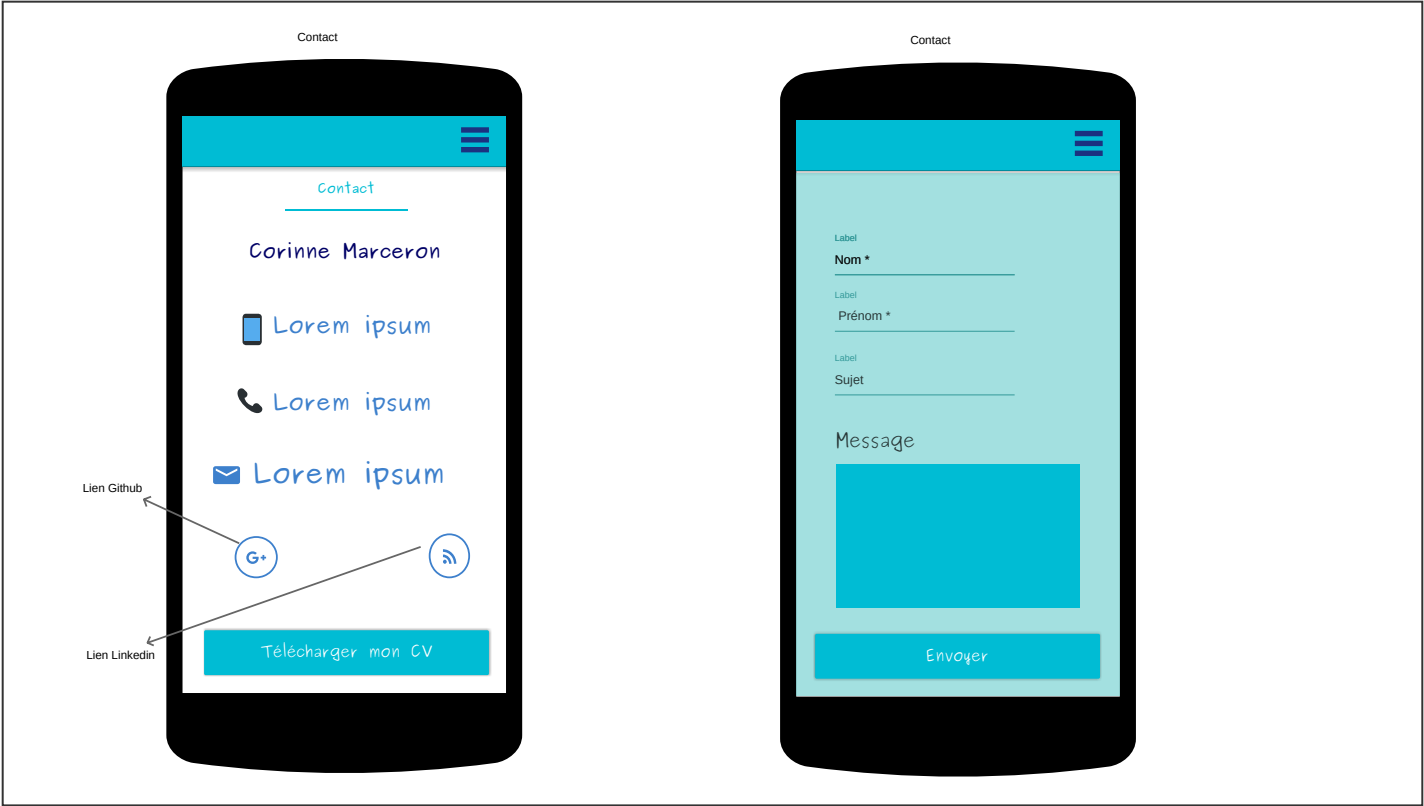 Contact
Contact
Corinne Marceron
Lorem ipsum
Lorem ipsum
Lorem ipsum
Lien Github
G+
Lien Linkedin
Télécharger mon CV
Contact
Label
Nom *
Label
Prénom *
Label
Sujet
Message
Envoyer